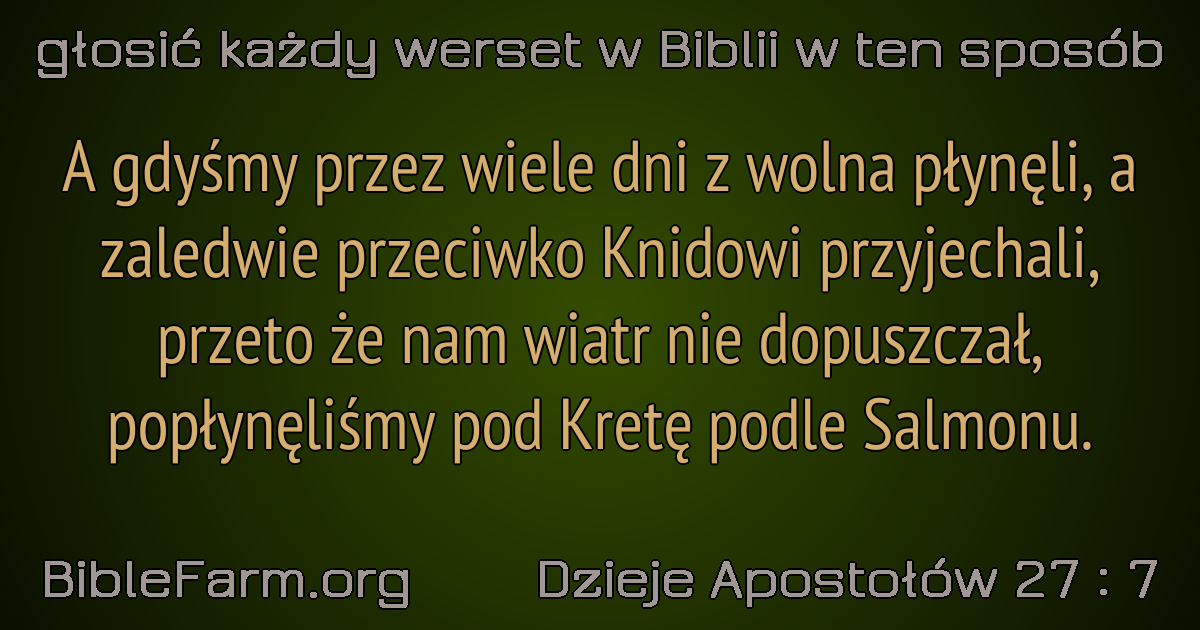 głosić każdy werset w Biblii w ten sposób
A gdyśmy przez wiele dni z wolna płynęli, a
zaledwie przeciwko Knidowi przyjechali,
przeto że nam wiatr nie dopuszczał,
popłynęliśmy pod Kretę podle Salmonu.
BibleFarm.org Dzieje Apostołów 27 : 7